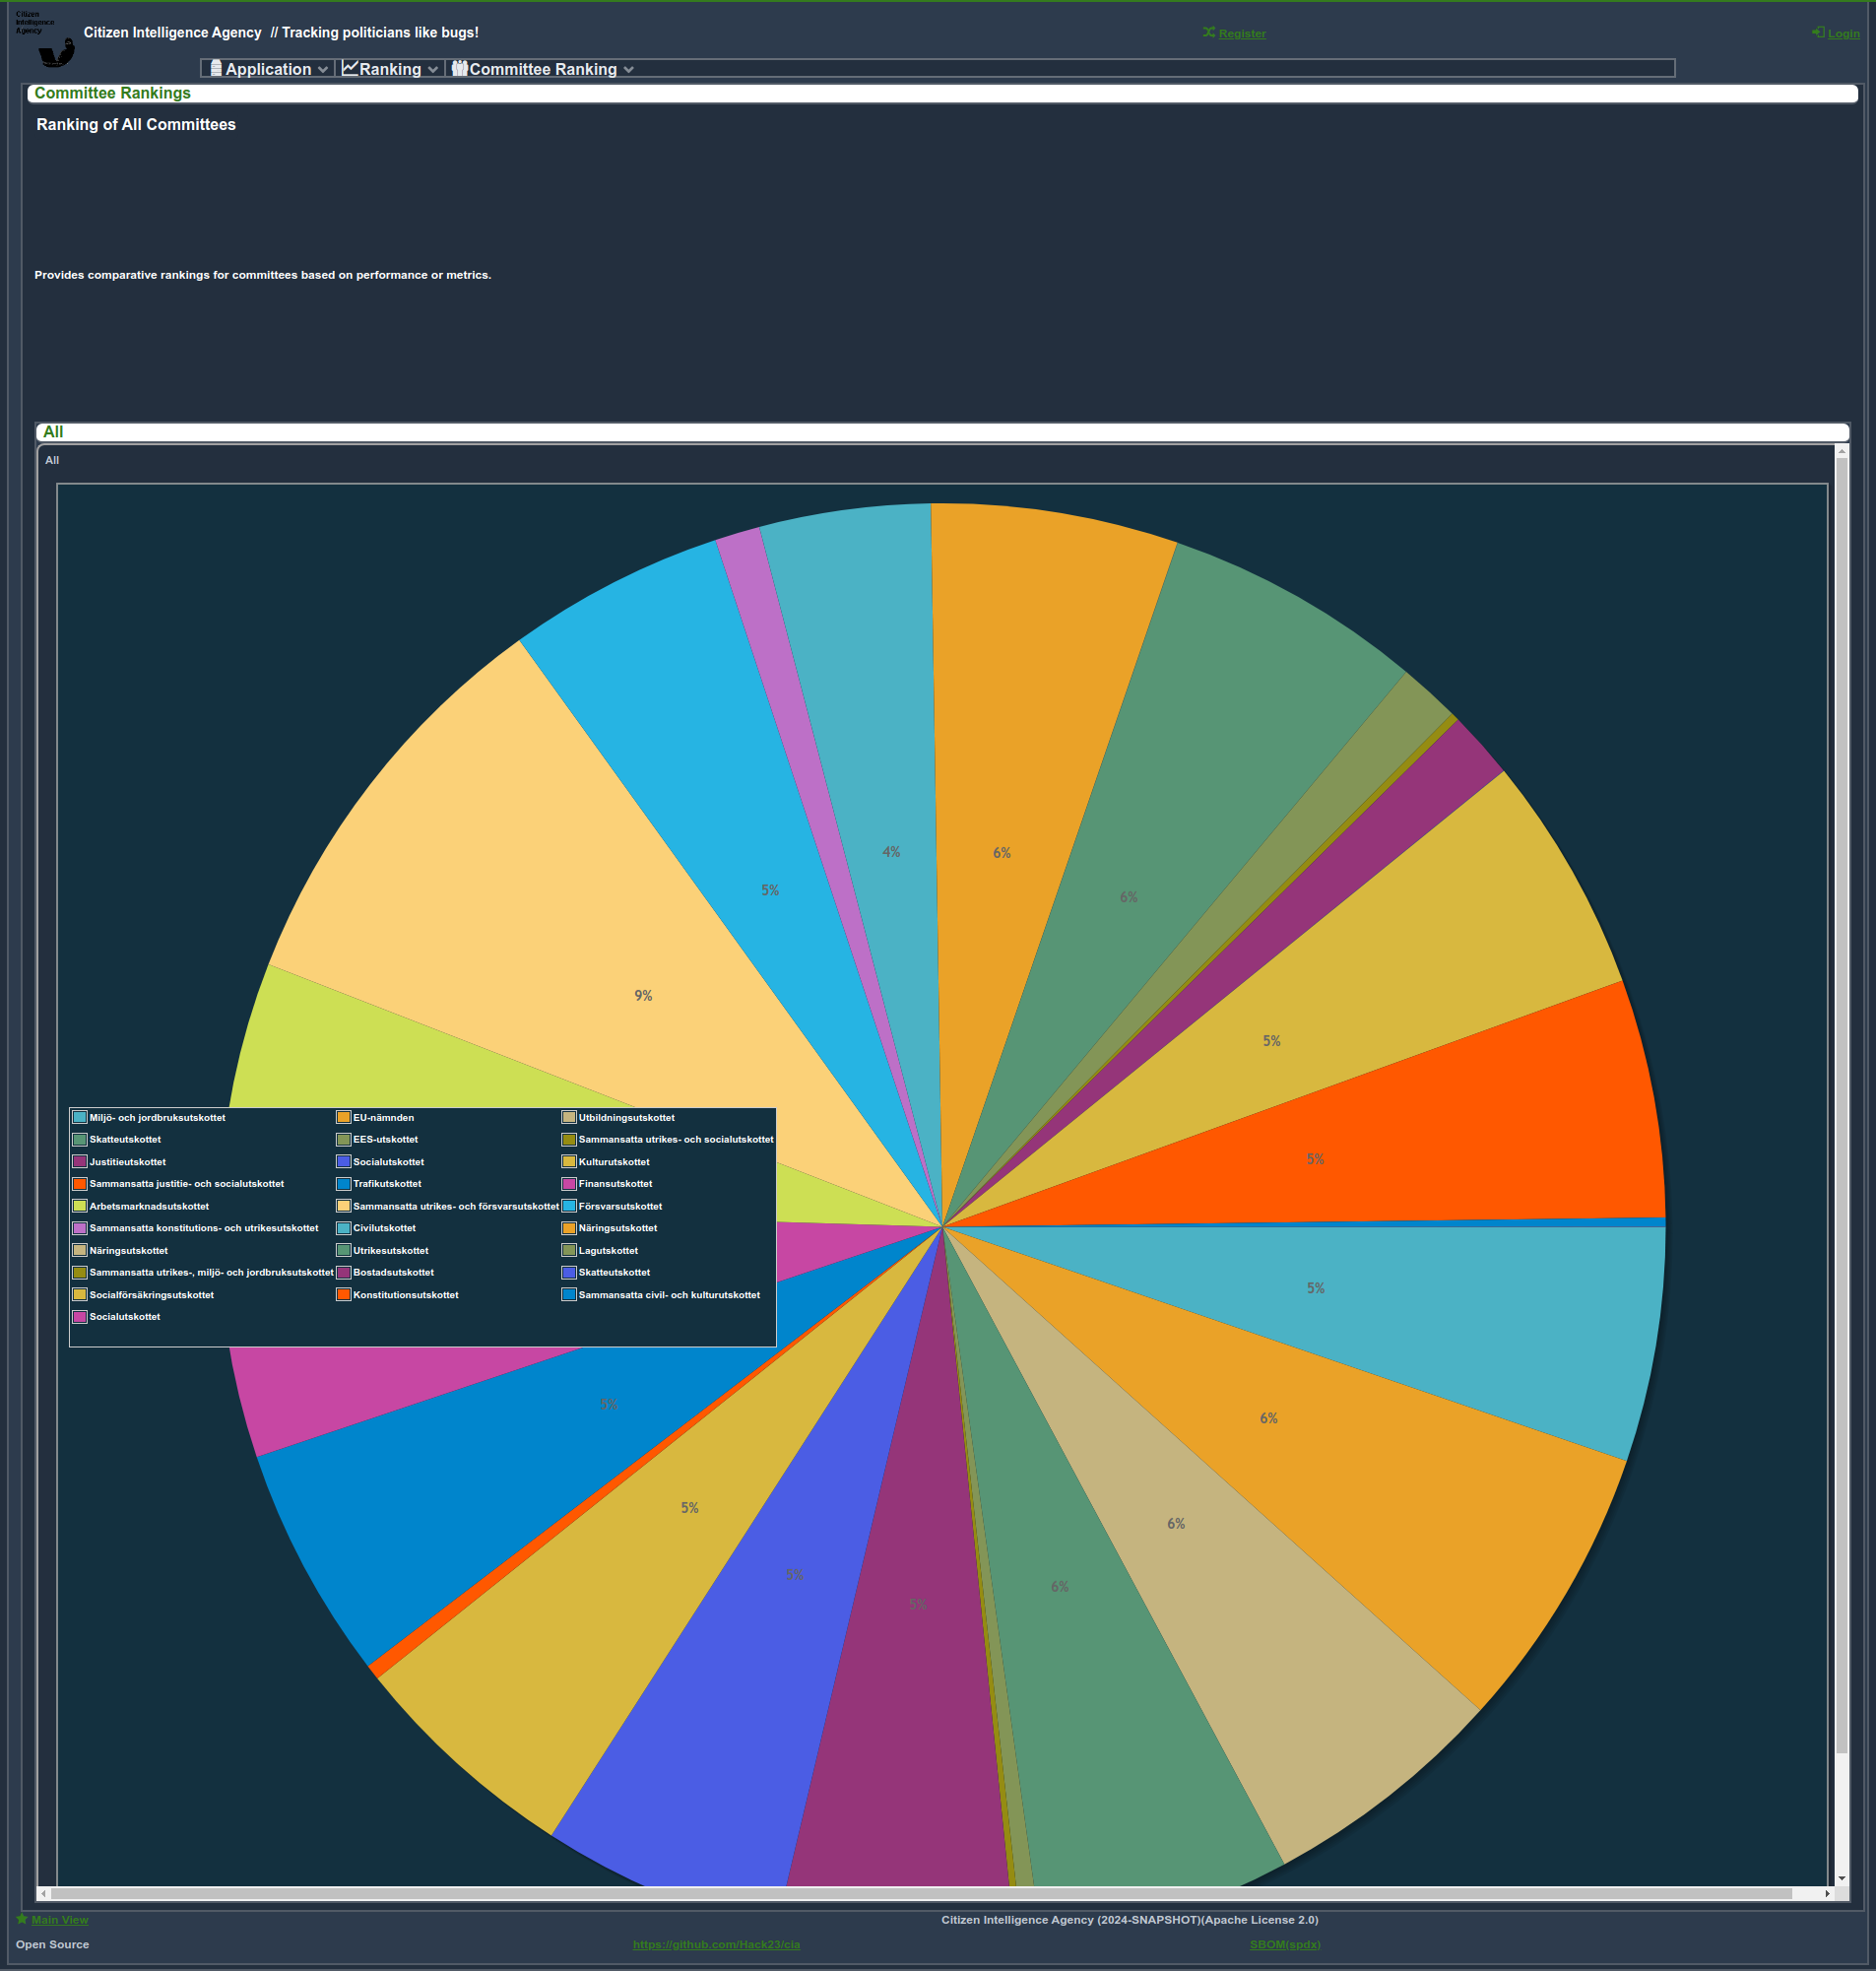 Citizen
Intelligence
Agency
Citizen Intelligence Agency // Tracking politicians like bugs!
Register
Login
Application
Ranking
Committee Ranking
Committee Rankings
Ranking of All Committees
Provides comparative rankings for committees based on performance or metrics.
All
All
4%
6%
5%
6%
9%
5%
5%
Miljö- och jordbruksutskottet EU-nämnden Utbildningsutskottet
Skatteutskottet EES-utskottet Sammansatta utrikes- och socialutskottet
Justitieutskottet Socialutskottet Kulturutskottet
Sammansatta justitie- och socialutskottet Trafikutskottet Finansutskottet
Arbetsmarknadsutskottet Sammansatta utrikes- och försvarsutskottet Försvarsutskottet
Sammansatta konstitutions- och utrikesutskottet Civilutskottet Näringsutskottet
Näringsutskottet Utrikesutskottet Lagutskottet
Sammansatta utrikes-, miljö- och jordbruksutskottet Bostadsutskottet Skatteutskottet
Socialförsäkringsutskottet Konstitutionsutskottet Sammansatta civil- och kulturutskottet
Socialutskottet
5%
5%
6%
5%
6%
5%
6%
5%
Main View
Citizen Intelligence Agency (2024-SNAPSHOT)(Apache License 2.0)
Open Source
https://github.com/Hack23/cia
SBOM(spdx)